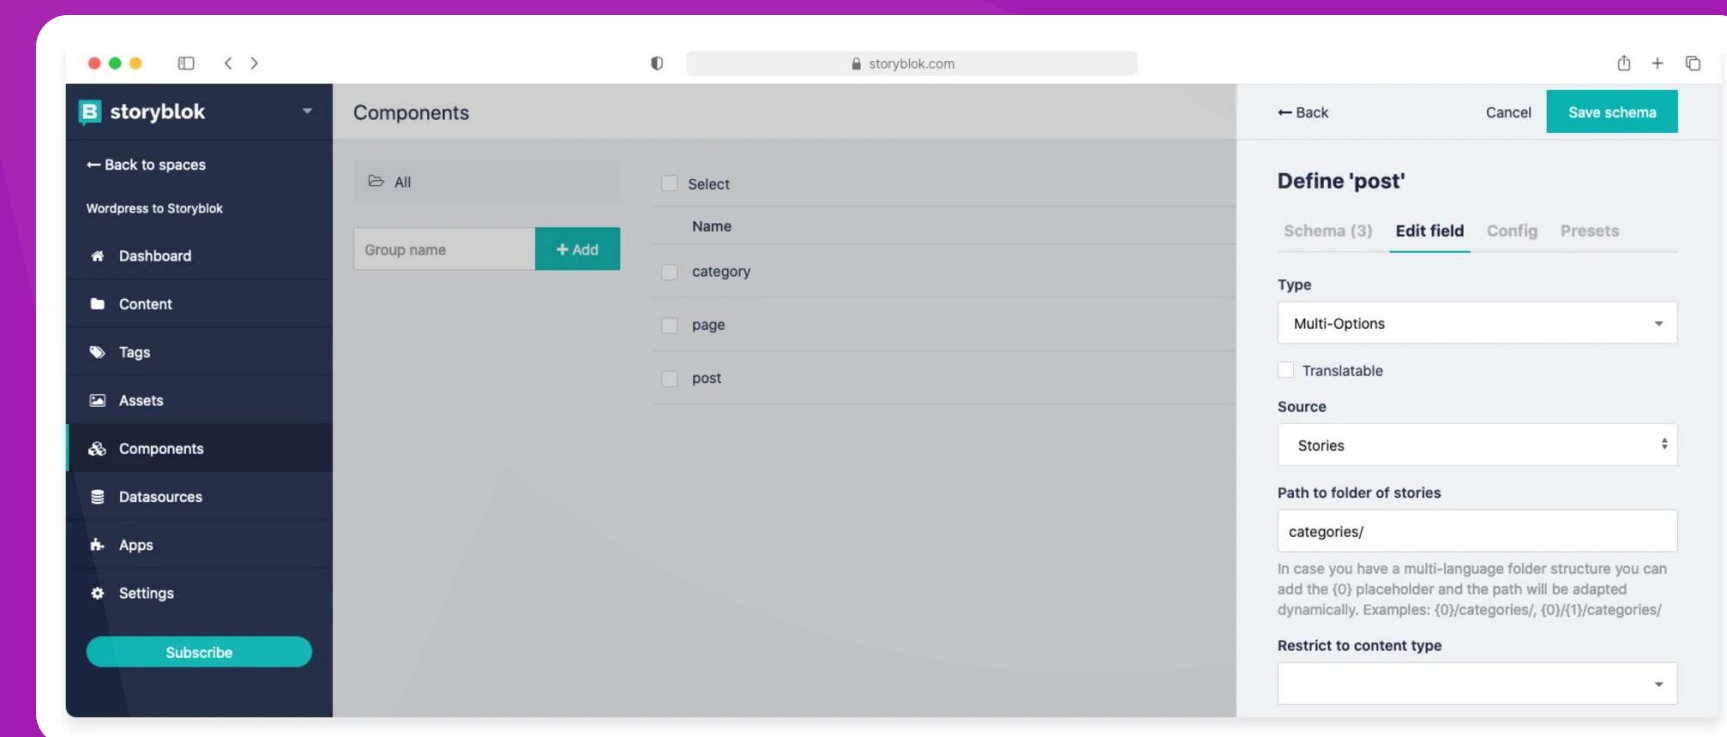 storyblok.com
B storyblok
Components
← Back
Cancel
Save schema
← Back to spaces
Wordpress to Storyblok
Dashboard
Content
Tags
Assets
Components
Datasources
Apps
Settings
Subscribe
All
Group name
+ Add
Select
Name
category
page
post
Define 'post'
Schema (3) Edit field Config Presets
Type
Multi-Options
Translatable
Source
Stories
Path to folder of stories
categories/
In case you have a multi-language folder structure you can
add the {0} placeholder and the path will be adapted
dynamically. Examples: {0}/categories/, {0}/{1}/categories/
Restrict to content type